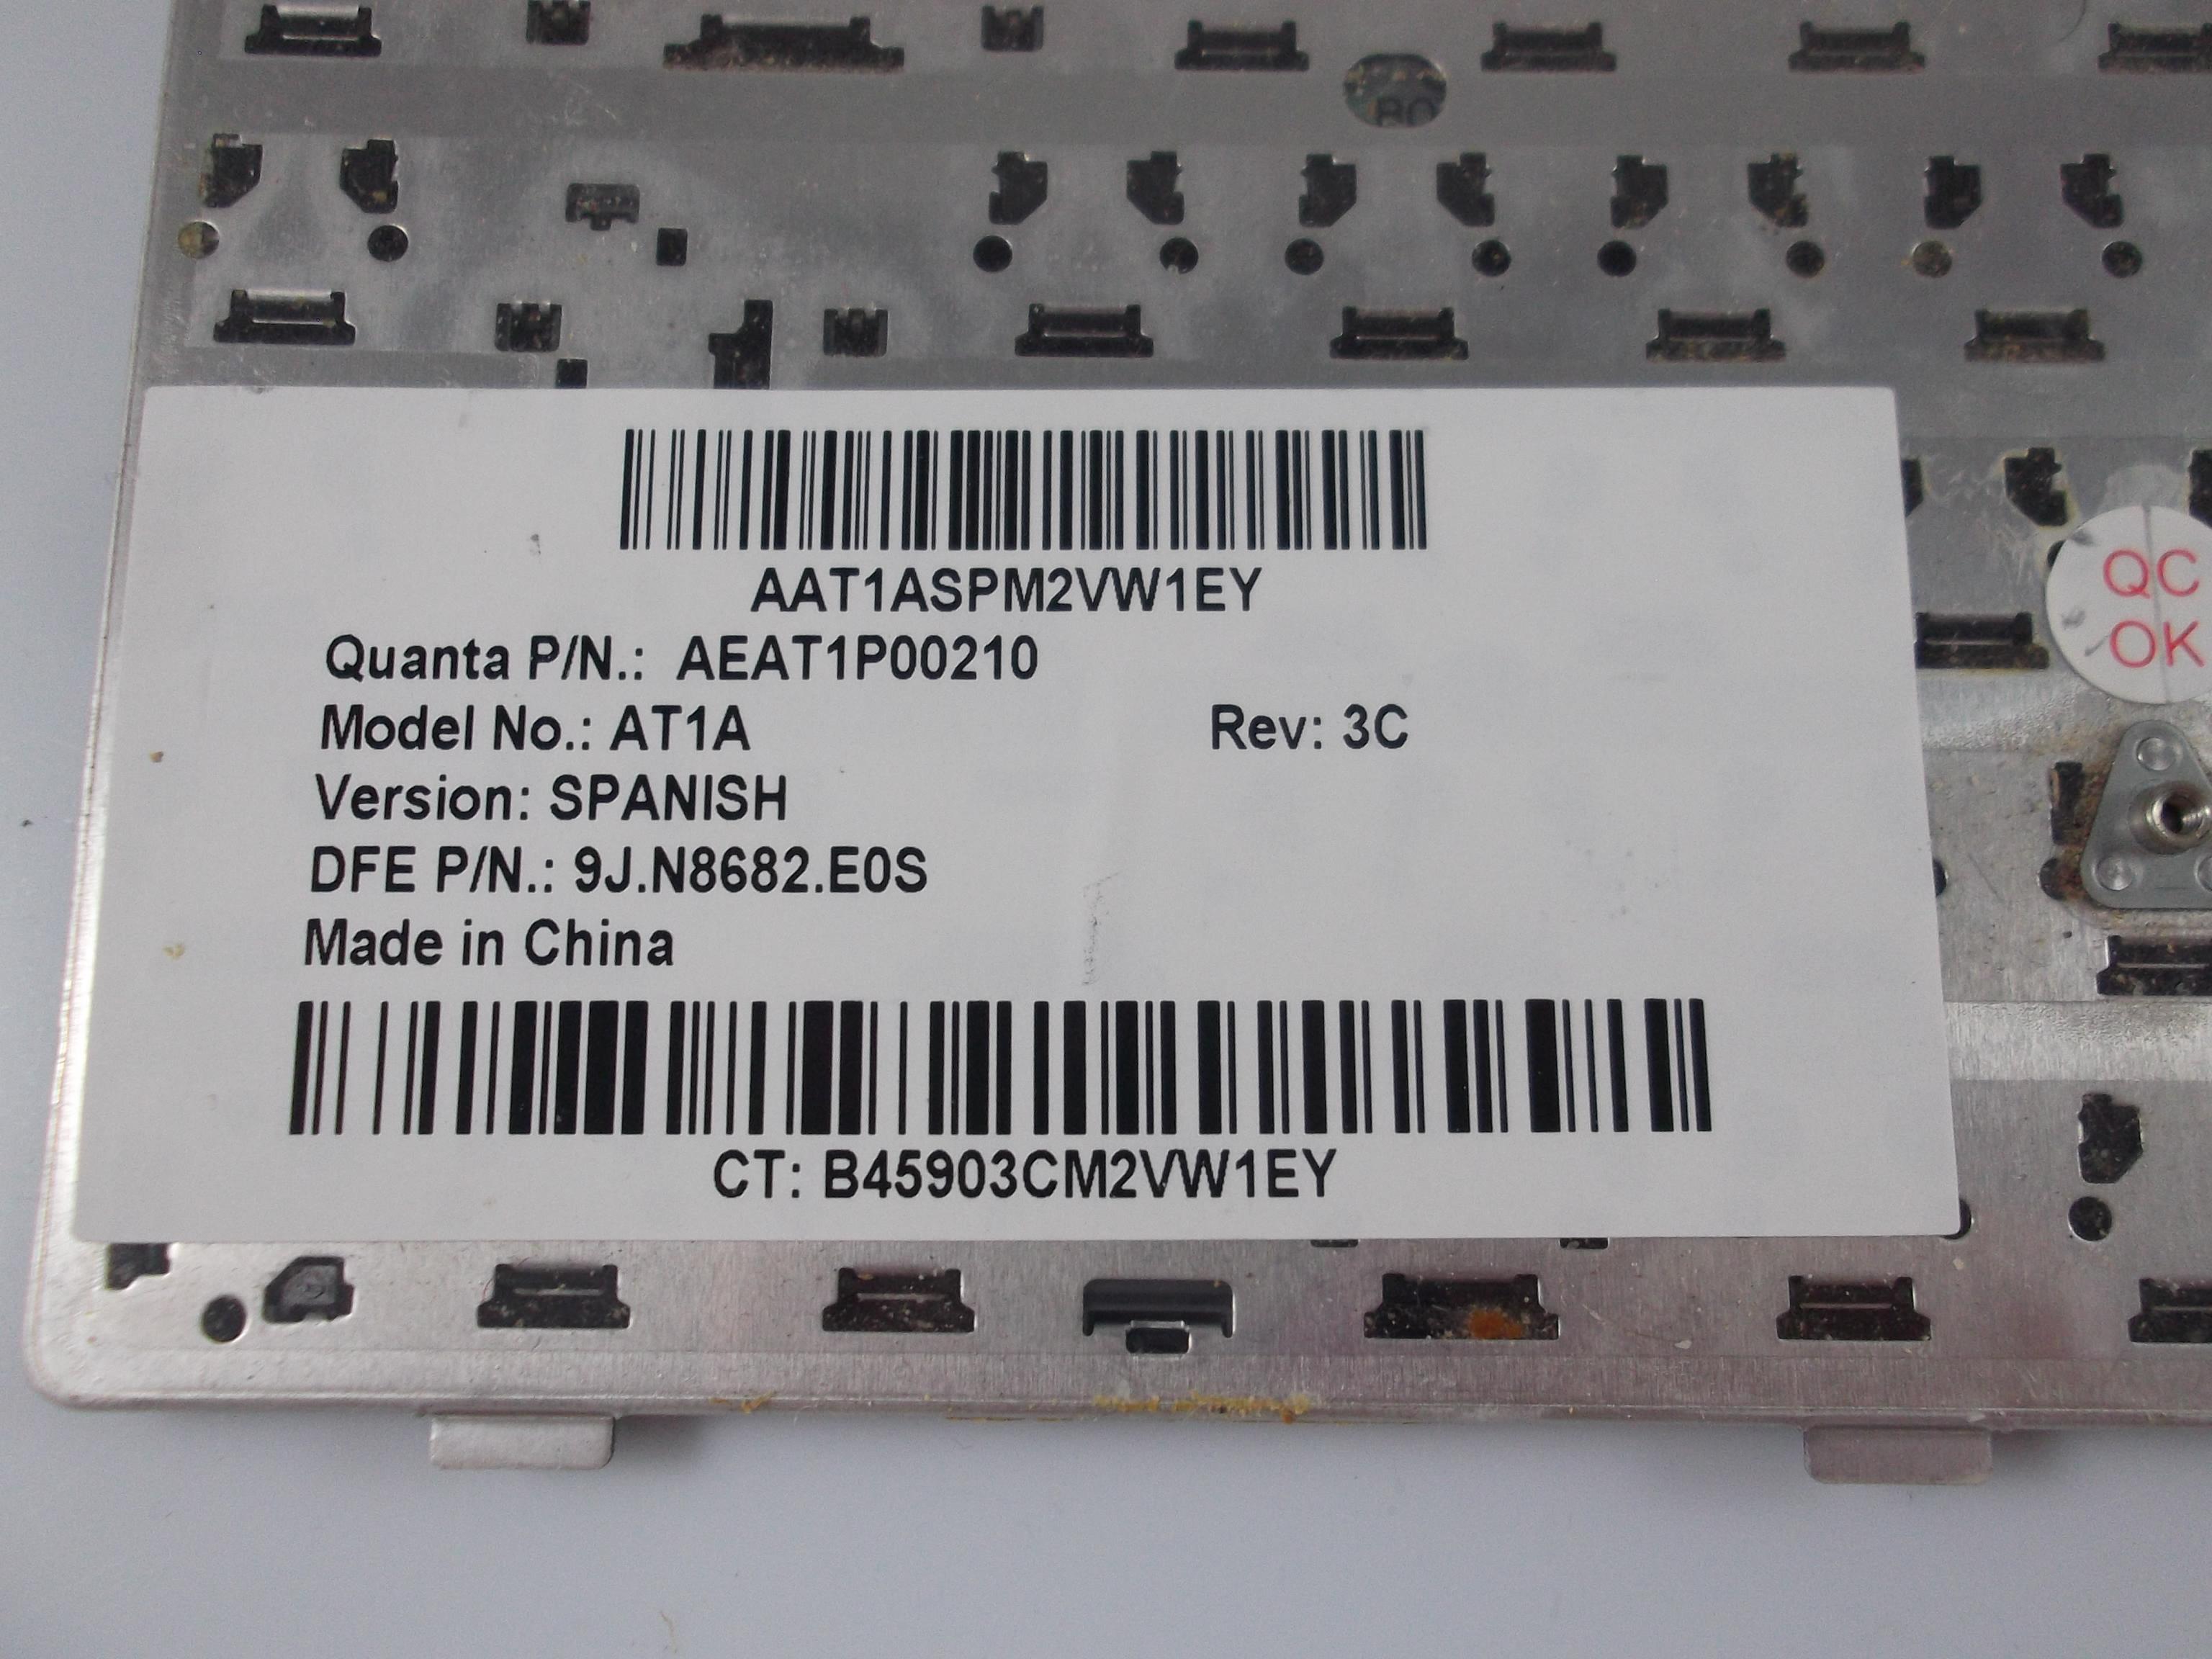 AAT1ASPM2VW1EY
Quanta P/N.: AEAT1P00210
Model No.: AT1A Rev: 3C
Version: SPANISH
DFE P/N.: 9J.N8682.E0S
Made in China
CT: B45903CM2VW1EY
QC
OK